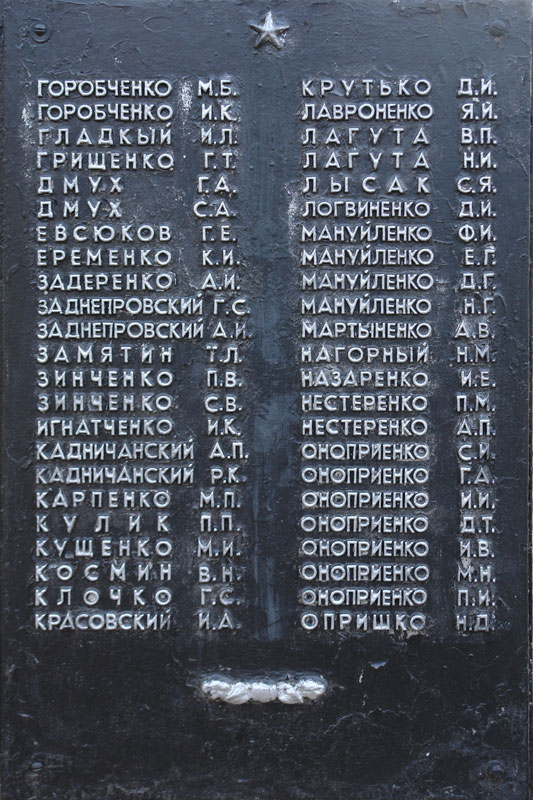 ГОРОБЧЕНКО М.Б.
ГОРОБЧЕНКО И.К.
ГЛАДКЫЙ И.Л.
ГРИЩЕНКО Г.Т.
ДМУХ Г.А.
ДМУХ С.А.
ЕВСЮКОВ Г.Е.
ЕРЕМЕНКО К.И.
ЗАДЕРЕНКО А.И.
ЗАДНЕПРОВСКИЙ Г.С.
ЗАДНЕПРОВСКИЙ А.И.
ЗАМЯТИН Т.Л.
ЗИНЧЕНКО П.В.
ЗИНЧЕНКО С.В.
ИГНАТЧЕНКО И.К.
КАДНИЧАНСКИЙ А.П.
КАДНИЧАНСКИЙ Р.К.
КАРПЕНКО М.П.
КУЛИК П.П.
КУЩЕНКО М.И.
КОСМИН В.Н.
КЛОЧКО Г.С.
КРАСОВСКИЙ И.А.
КРУТЬКО Д.И.
ЛАВРОНЕНКО Я.Й.
ЛАГУТА В.П.
ЛАГУТА Н.И.
ЛЫСАК С.Я.
ЛОГВИНЕНКО Д.И.
МАНУЙЛЕНКО Ф.И.
МАНУЙЛЕНКО Е.Г.
МАНУЙЛЕНКО Д.Г.
МАНУЙЛЕНКО Н.Г.
МАРТЫНЕНКО А.В.
НАГОРНЫЙ Н.М.
НАЗАРЕНКО И.Е.
НЕСТЕРЕНКО П.М.
НЕСТЕРЕНКО А.П.
ОНОПРИЕНКО С.И.
ОНОПРИЕНКО Г.А.
ОНОПРИЕНКО И.И.
ОНОПРИЕНКО Д.Т.
ОНОПРИЕНКО И.В.
ОНОПРИЕНКО М.Н.
ОНОПРИЕНКО П.И.
ОПРИШКО Н.Д.